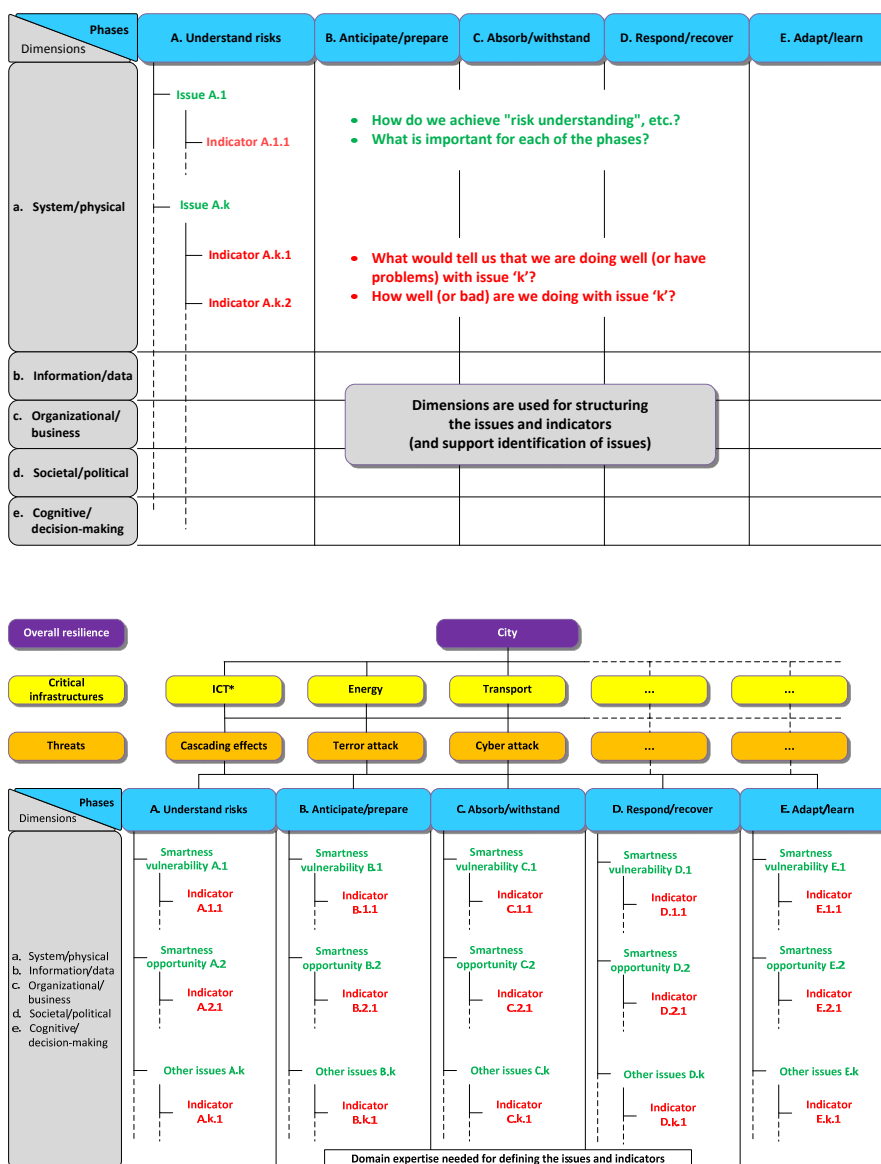 Phases
Dimensions
A. Understand risks
B. Anticipate/prepare
C. Absorb/withstand
D. Respond/recover
E. Adapt/learn
a. System/physical
Issue A.1
Indicator A.1.1
Issue A.k
Indicator A.k.1
Indicator A.k.2
• How do we achieve "risk understanding", etc.?
• What is important for each of the phases?
• What would tell us that we are doing well (or have
problems) with issue ‘k’?
• How well (or bad) are we doing with issue ‘k’?
b. Information/data
c. Organizational/
business
d. Societal/political
e. Cognitive/
decision-making
Dimensions are used for structuring
the issues and indicators
(and support identification of issues)
Overall resilience
City
Critical
infrastructures
ICT*
Energy
Transport
...
...
Threats
Cascading effects
Terror attack
Cyber attack
...
...
Phases
Dimensions
A. Understand risks
B. Anticipate/prepare
C. Absorb/withstand
D. Respond/recover
E. Adapt/learn
a. System/physical
b. Information/data
c. Organizational/
business
d. Societal/political
e. Cognitive/
decision-making
Smartness
vulnerability A.1
Indicator
A.1.1
Smartness
opportunity A.2
Indicator
A.2.1
Other issues A.k
Indicator
A.k.1
Smartness
vulnerability B.1
Indicator
B.1.1
Smartness
opportunity B.2
Indicator
B.2.1
Other issues B.k
Indicator
B.k.1
Smartness
vulnerability C.1
Indicator
C.1.1
Smartness
opportunity C.2
Indicator
C.2.1
Other issues C.k
Indicator
C.k.1
Smartness
vulnerability D.1
Indicator
D.1.1
Smartness
opportunity D.2
Indicator
D.2.1
Other issues D.k
Indicator
D.k.1
Smartness
vulnerability E.1
Indicator
E.1.1
Smartness
opportunity E.2
Indicator
E.2.1
Other issues E.k
Indicator
E.k.1
Domain expertise needed for defining the issues and indicators